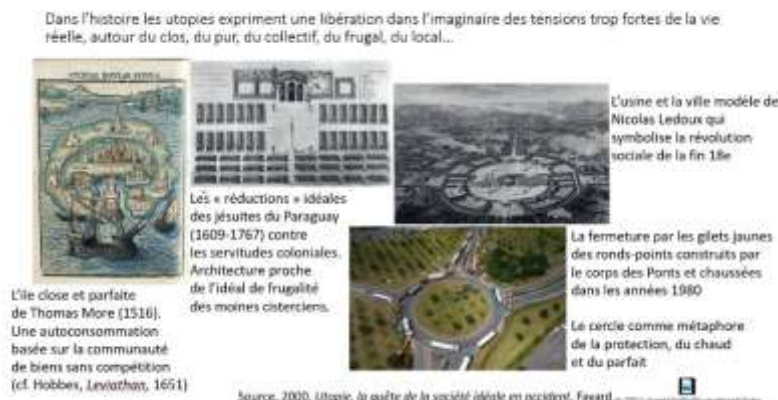 Dans l'histoire les utopies expriment une libération dans l'imaginaire des tensions trop fortes de la vie
réelle, autour du clos, du pur, du collectif, du frugal, du local...
L'île close et parfaite
de Thomas More (1516).
Une autoconsommation
basée sur la communauté
de biens sans compétition
(cf. Hobbes, Leviathan, 1651)
Les « réductions » idéales
des jésuites du Paraguay
(1609-1767) contre
les servitudes coloniales.
Architecture proche
de l'idéal de frugalité
des moines cisterciens.
L'usine et la ville modèle de
Nicolas Ledoux qui
symbolise la révolution
sociale de la fin 18e
La fermeture par les gilets jaunes
des ronds-points construits par
le corps des Ponts et chaussées
dans les années 1980
Le cercle comme métaphore
de la protection, du chaud
et du parfait
Source, 2000, Utopie, la quête de la société idéale en occident, Fayard